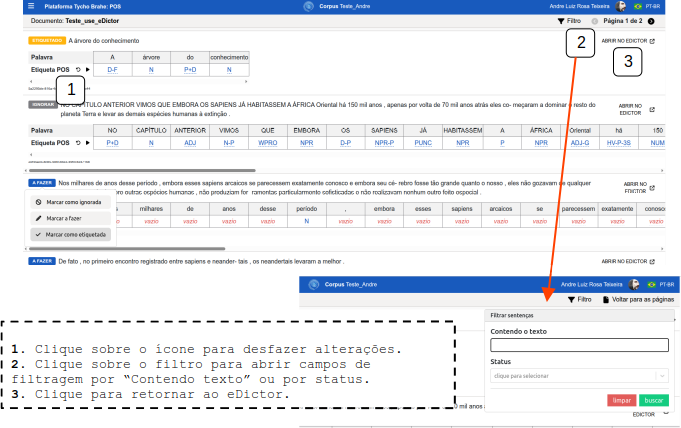 Plataforma Tycho Brahe: POS
Corpus Teste_Andre
Andre Luiz Rosa Teixeira
PT-BR
Documento: Teste_use_eDictor
Filtro
Página 1 de 2
ETIQUETADO A árvore do conhecimento
ABRIR NO EDICTOR
2
3
Palavra A árvore do conhecimento
Etiqueta POS D-F N P+D N
1
IGNORAR NO CAPÍTULO ANTERIOR VIMOS QUE EMBORA OS SAPIENS JÁ HABITASSEM A ÁFRICA Oriental há 150 mil anos , apenas por volta de 70 mil anos atrás eles co- meçaram a dominar o resto do
planeta Terra e levar as demais espécies humanas à extinção .
ABRIR NO
EDICTOR
Palavra NO CAPÍTULO ANTERIOR VIMOS QUE EMBORA OS SAPIENS JÁ HABITASSEM A ÁFRICA Oriental há 150
Etiqueta POS P+D N ADJ N-P WPRO NPR D-P NPR-P PUNC NPR P NPR ADJ-G HV-P-3S NUM
A FAZER Nos milhares de anos desse período , embora esses sapiens arcaicos se parecessem exatamente conosco e embora seu cé- rebro fosse tão grande quanto o nosso , eles não gozavam de qualquer
outras espécies humanas , não produziam fer ramentas particularmente sofisticadas e não realizavam nenhum outro feito especial .
ABRIR NO
EDICTOR
Marcar como ignorada
Marcar a fazer
Marcar como etiquetada
milhares de anos desse período , embora esses sapiens arcaicos se parecessem exatamente conosco
vazio vazio vazio vazio N vazio vazio vazio vazio vazio vazio vazio vazio vazio
A FAZER De fato , no primeiro encontro registrado entre sapiens e neander- tais , os neandertais levaram a melhor .
ABRIR NO EDICTOR
Corpus Teste_Andre
Andre Luiz Rosa Teixeira
PT-BR
Filtro
Voltar para as páginas
Filtrar sentenças
Contendo o texto
Status
clique para selecionar
limpar
buscar
0 mil anos
EDICTOR
1. Clique sobre o ícone para desfazer alterações.
2. Clique sobre o filtro para abrir campos de
filtragem por “Contendo texto” ou por status.
3. Clique para retornar ao eDictor.